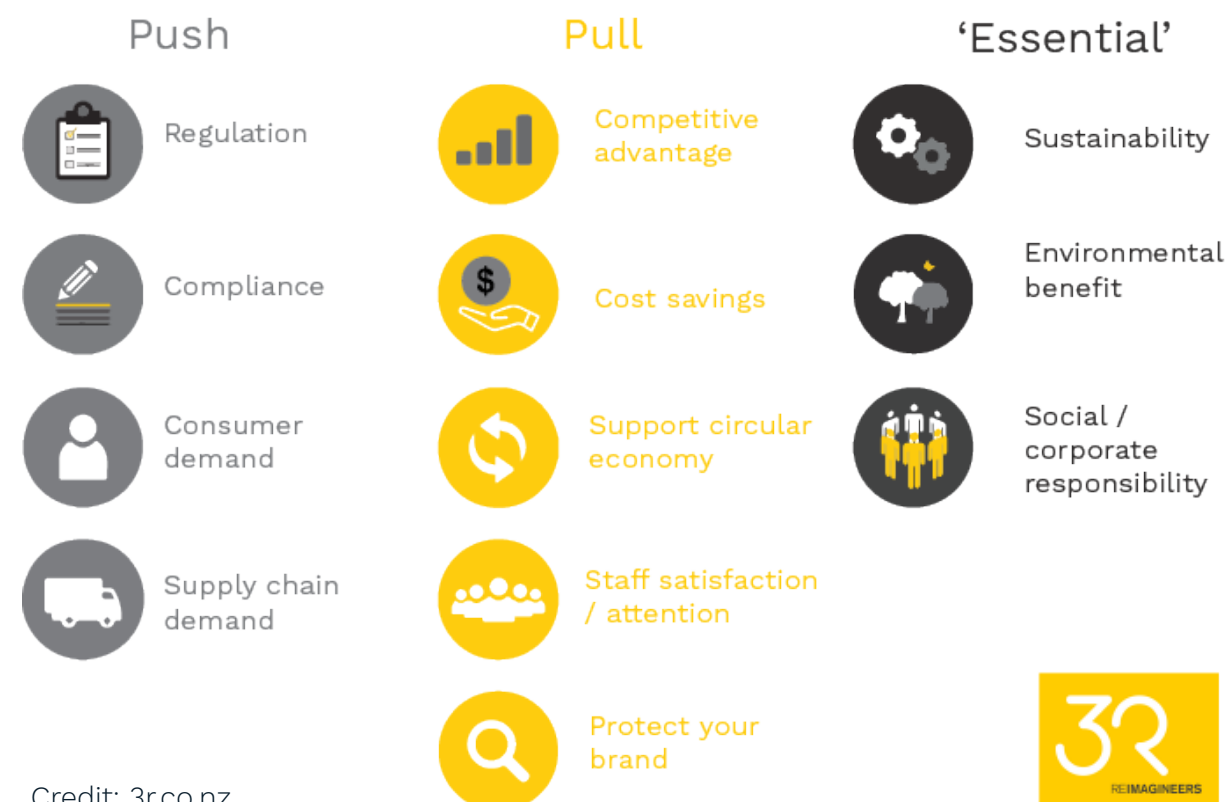 Push
Regulation
Compliance
Consumer
demand
Supply chain
demand
Pull
Competitive
advantage
$
Cost savings
Support circular
economy
Staff satisfaction
/ attention
Protect your
brand
‘Essential’
Sustainability
Environmental
benefit
Social /
corporate
responsibility
3R
REIMAGINEERS
Credit: 3r.co.nz